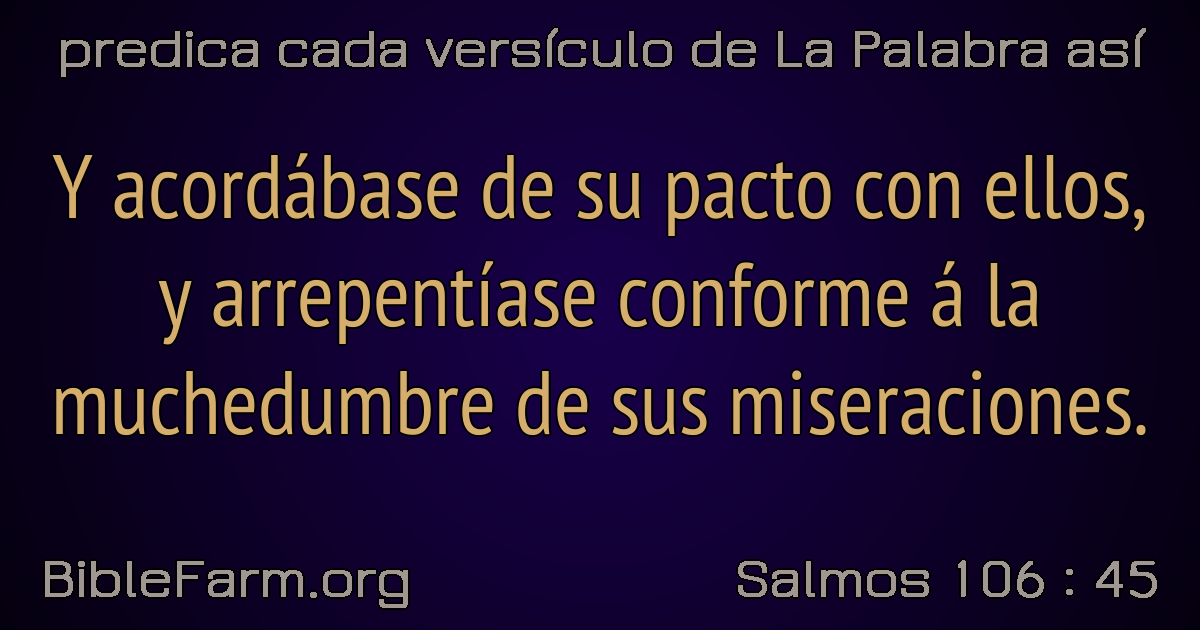 predica cada versículo de La Palabra así
Y acordábase de su pacto con ellos,
y arrepentíase conforme á la
muchedumbre de sus miseraciones.
BibleFarm.org
Salmos 106 : 45